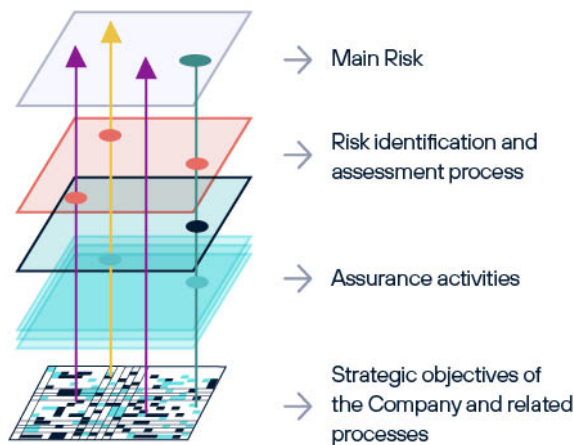 Main Risk
Risk identification and
assessment process
Assurance activities
Strategic objectives of
the Company and related
processes